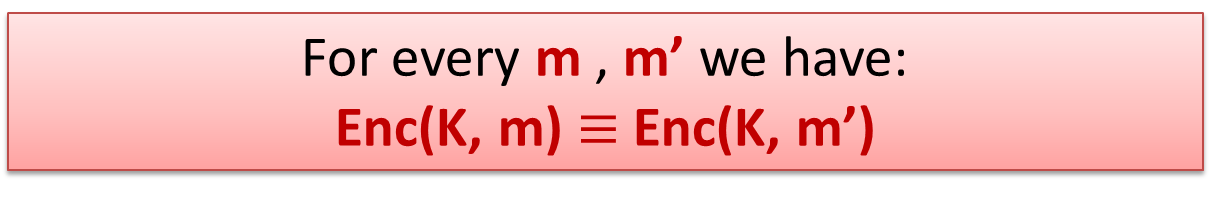 For every m , m’ we have:
Enc(K, m) ≡ Enc(K, m’)